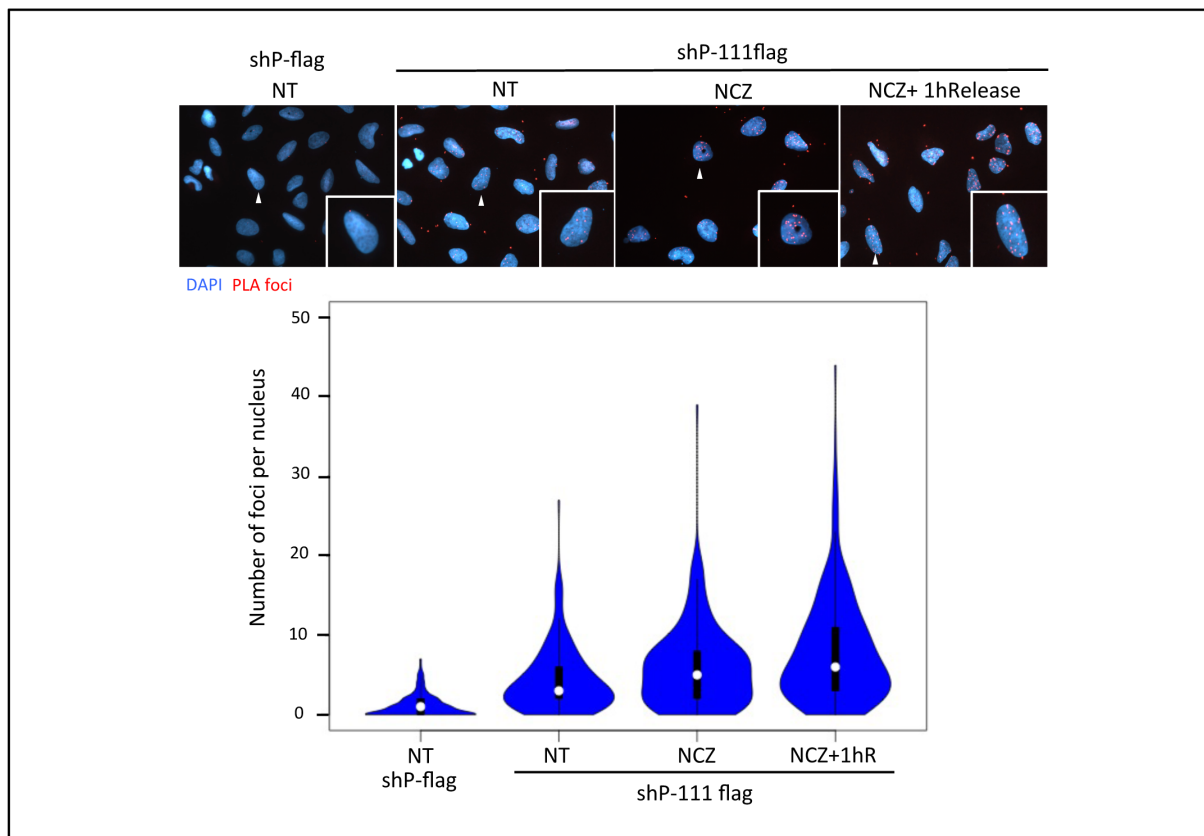 shP-flag
shP-111flag
NT
NT
NCZ
NCZ+ 1hRelease
DAPI PLA foci
Number of foci per nucleus
50
40
30
20
10
0
NT
NT
NCZ
NCZ+1hR
shP-flag
shP-111 flag